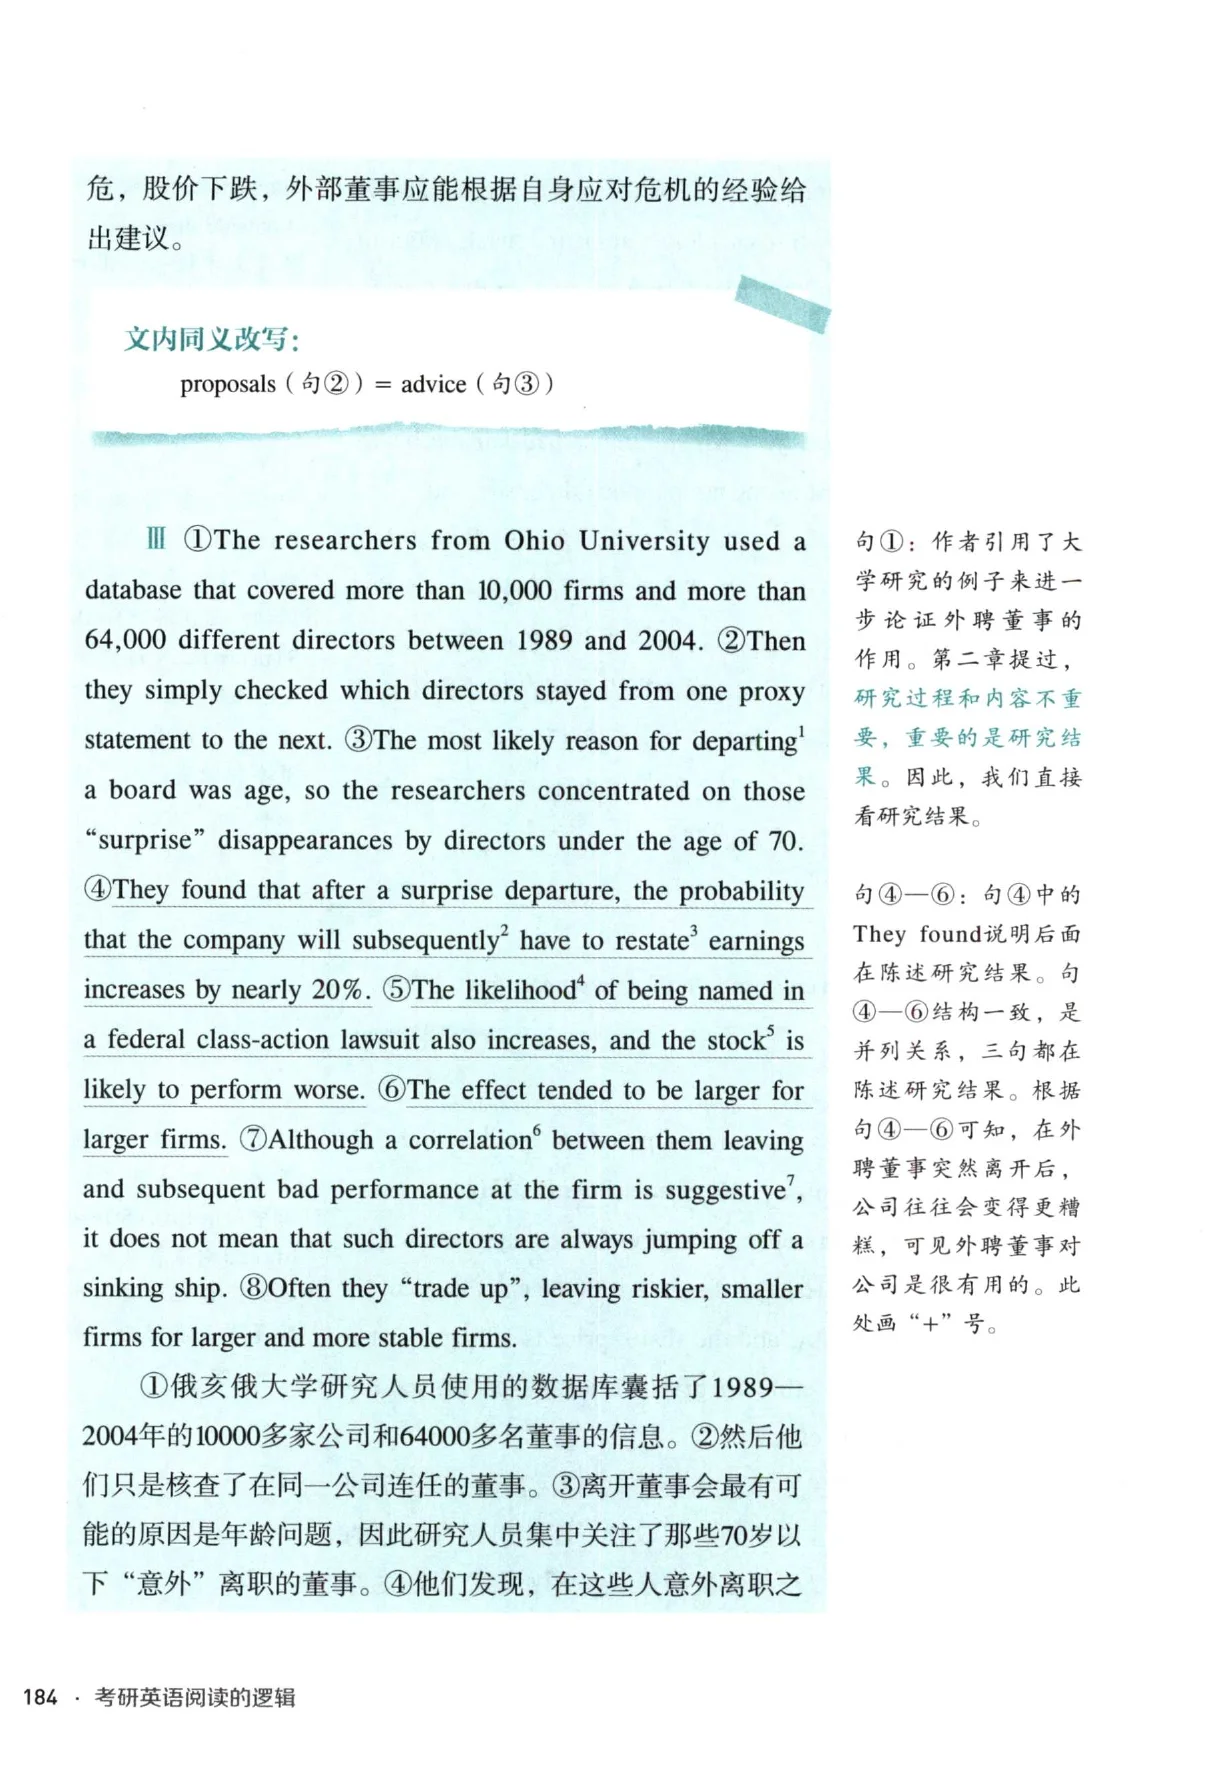 危，股价下跌，外部董事应能根据自身应对危机的经验给
出建议。
文内同义改写：
proposals（句②）= advice（句③）
Ⅲ ①The researchers from Ohio University used a
database that covered more than 10,000 firms and more than
64,000 different directors between 1989 and 2004. ②Then
they simply checked which directors stayed from one proxy
statement to the next. ③The most likely reason for departing¹
a board was age, so the researchers concentrated on those
“surprise” disappearances by directors under the age of 70.
④They found that after a surprise departure, the probability
that the company will subsequently² have to restate³ earnings
increases by nearly 20%. ⑤The likelihood⁴ of being named in
a federal class-action lawsuit also increases, and the stock⁵ is
likely to perform worse. ⑥The effect tended to be larger for
larger firms. ⑦Although a correlation⁶ between them leaving
and subsequent bad performance at the firm is suggestive⁷,
it does not mean that such directors are always jumping off a
sinking ship. ⑧Often they “trade up”, leaving riskier, smaller
firms for larger and more stable firms.
①俄亥俄大学研究人员使用的数据库囊括了1989—
2004年的10000多家公司和64000多名董事的信息。②然后他
们只是核查了在同一公司连任的董事。③离开董事会最有可
能的原因是年龄问题，因此研究人员集中关注了那些70岁以
下“意外”离职的董事。④他们发现，在这些人意外离职之
句①：作者引用了大
学研究的例子来进一
步论证外聘董事的
作用。第二章提过，
研究过程和内容不重
要，重要的是研究结
果。因此，我们直接
看研究结果。
句④—⑥：句④中的
They found说明后面
在陈述研究结果。句
④—⑥结构一致，是
并列关系，三句都在
陈述研究结果。根据
句④—⑥可知，在外
聘董事突然离开后，
公司往往会变得更糟
糕，可见外聘董事对
公司是很有用的。此
处画“+”号。
184 · 考研英语阅读的逻辑